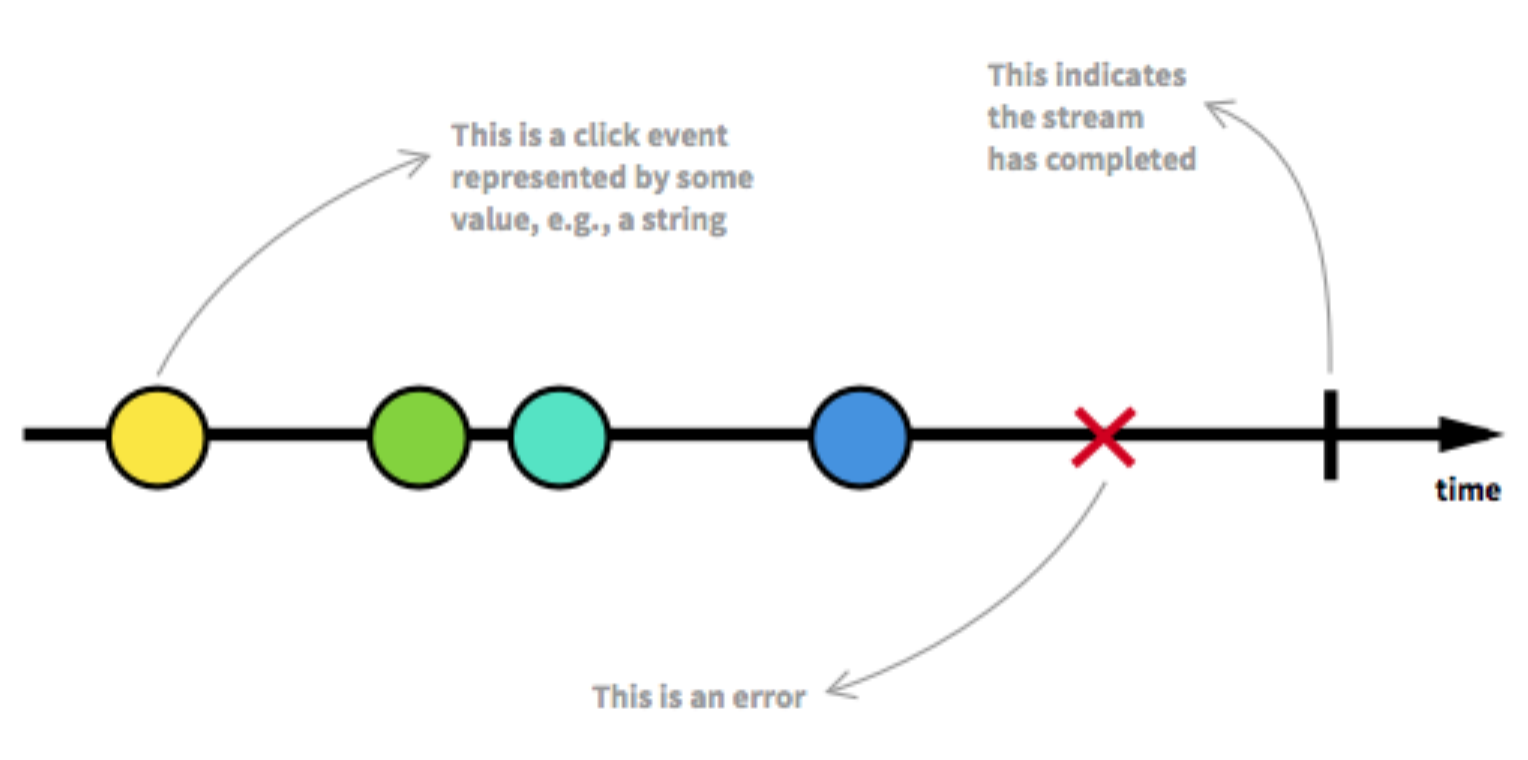 This indicates
the stream
has completed
This is a click event
represented by some
value, e.g., a string
time
This is an error